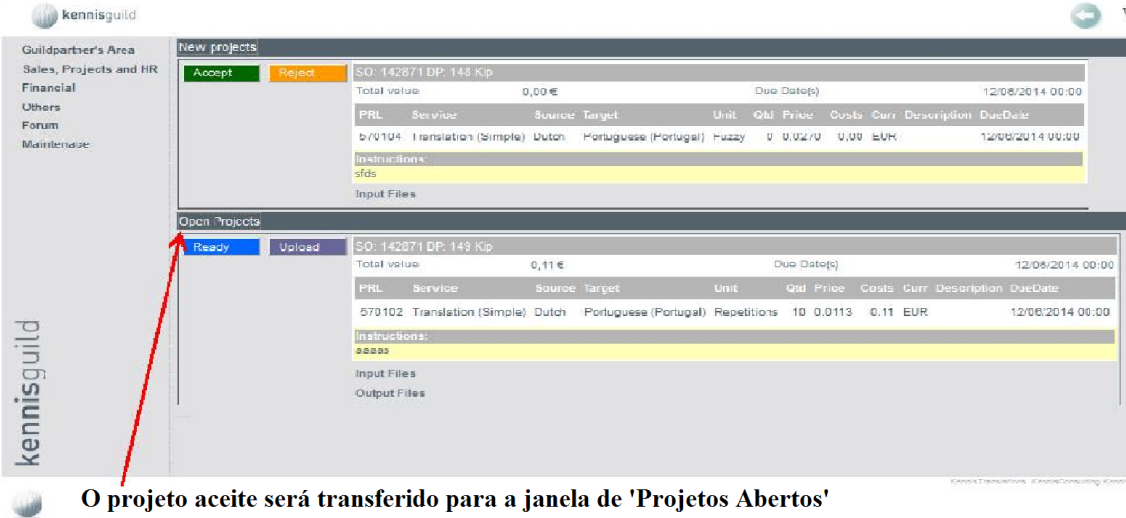 kennisguild
Guildpartner's Area
Sales, Projects and HR
Financial
Others
Forum
Maintenace
New projects
Accept Reject SO: 142871 DP: 148 Kip
Total value 0,00 € Due Date(s) 12/06/2014 00:00
PRL Service Source Target Unit Qtd Price Costs Curr Description DueDate
570104 Translation (Simple) Dutch Portuguese (Portugal) Fuzzy 0 0.0270 0.00 EUR 12/06/2014 00:00
Instructions:
sfds
Input Files
Open Projects
Ready Upload SO: 142871 DP: 149 Kip
Total value 0,11 € Due Date(s) 12/06/2014 00:00
PRL Service Source Target Unit Qtd Price Costs Curr Description DueDate
570102 Translation (Simple) Dutch Portuguese (Portugal) Repetitions 10 0.0113 0.11 EUR 12/06/2014 00:00
Instructions:
aaaas
Input Files
Output Files
kennisguild
KennisTranslations KennisConsulting
O projeto aceite será transferido para a janela de 'Projetos Abertos'